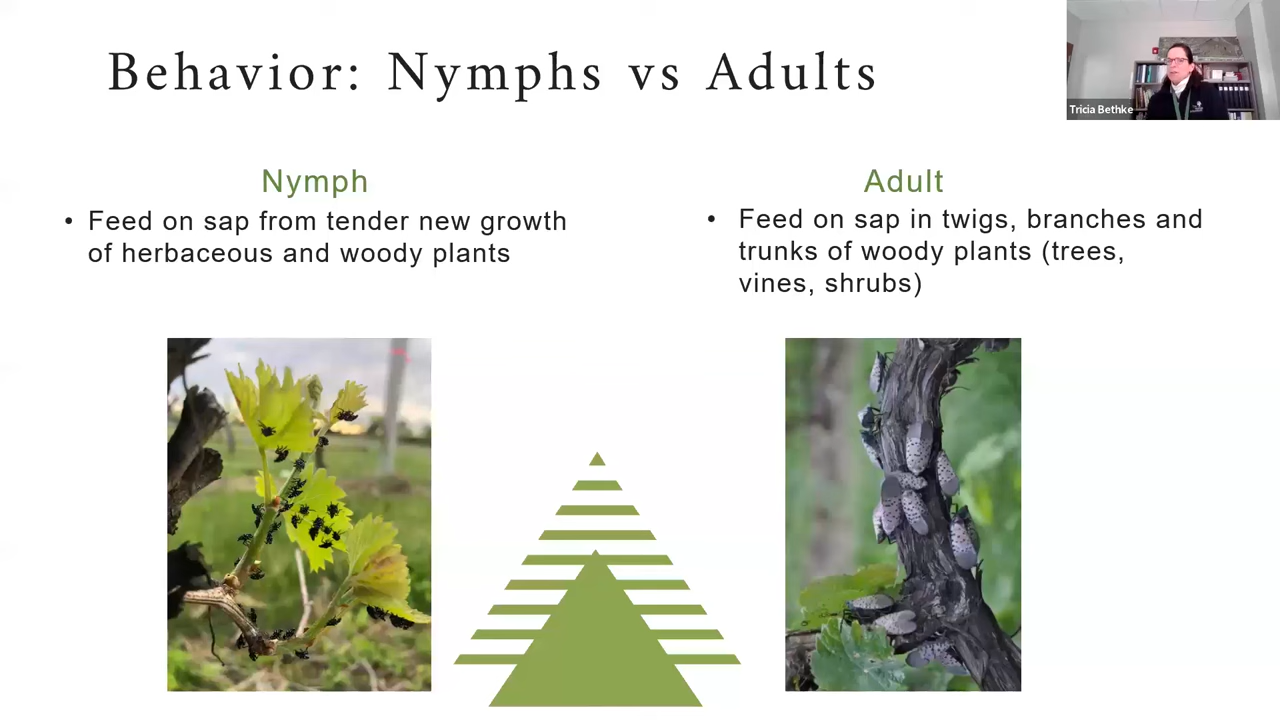 Behavior: Nymphs vs Adults
Tricia Bethke
Nymph
• Feed on sap from tender new growth
of herbaceous and woody plants
Adult
• Feed on sap in twigs, branches and
trunks of woody plants (trees,
vines, shrubs)